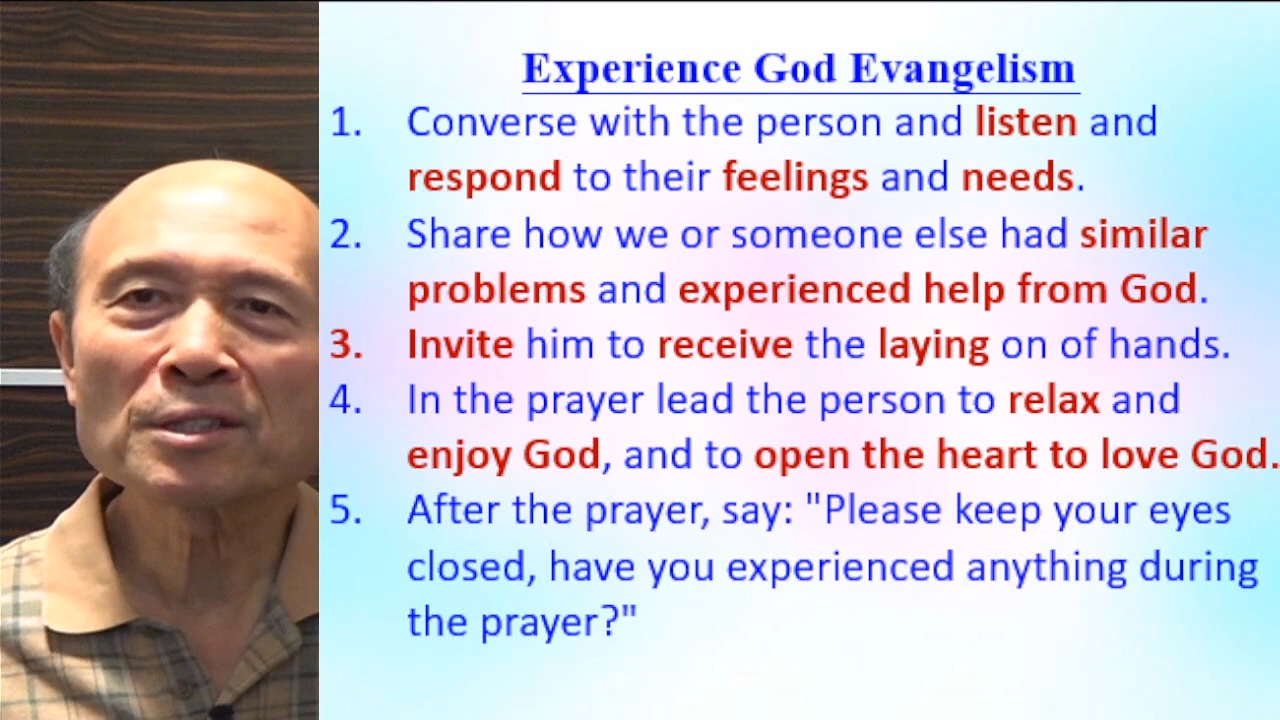 Experience God Evangelism
1. Converse with the person and listen and
respond to their feelings and needs.
2. Share how we or someone else had similar
problems and experienced help from God.
3. Invite him to receive the laying on of hands.
4. In the prayer lead the person to relax and
enjoy God, and to open the heart to love God.
5. After the prayer, say: "Please keep your eyes
closed, have you experienced anything during
the prayer?"